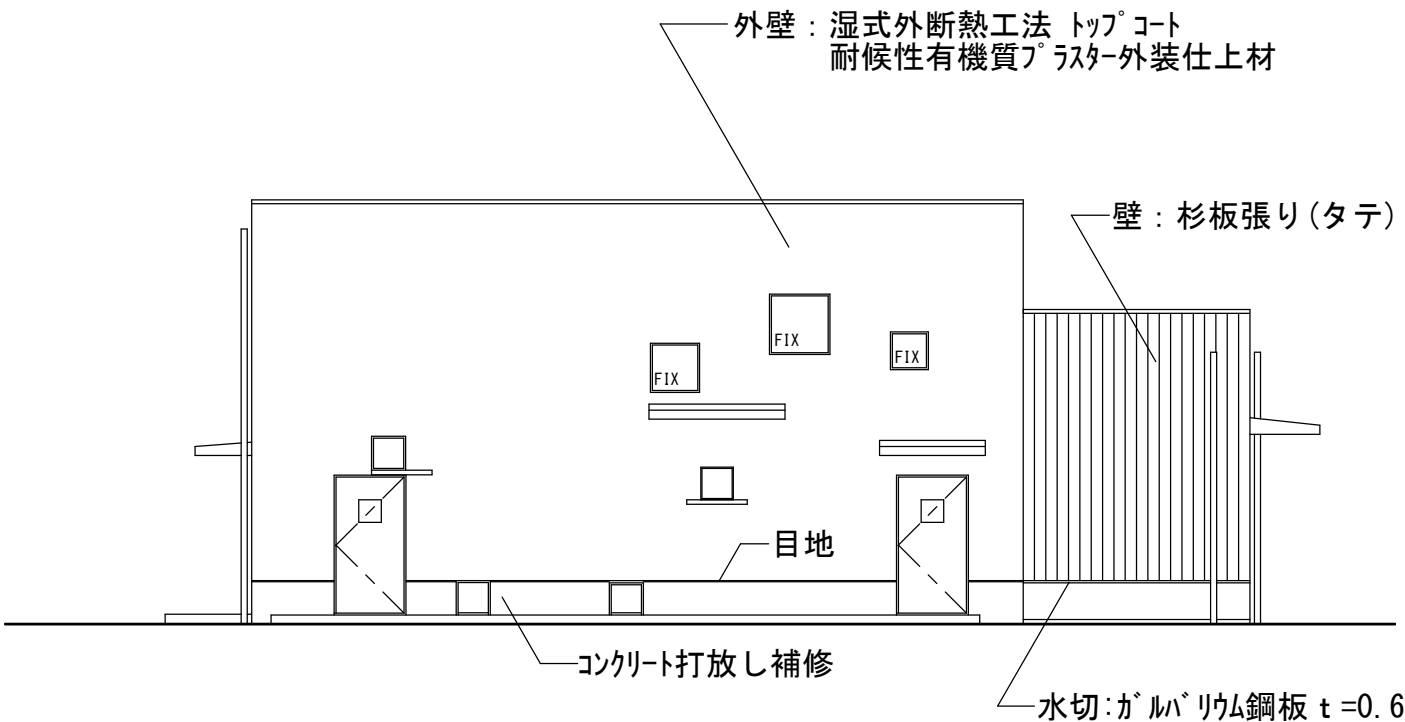 外壁：湿式外断熱工法 ﾄｯﾌﾟｺｰﾄ
耐候性有機質ﾌﾟﾗｽﾀｰ外装仕上材
壁：杉板張り(タテ)
FIX
FIX
FIX
目地
ｺﾝｸﾘｰﾄ打放し補修
水切:ｶﾞﾙﾊﾞﾘｳﾑ鋼板 t=0.6